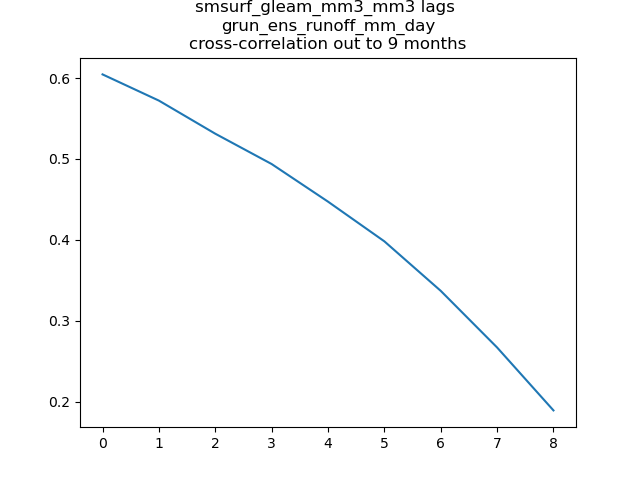 smsurf_gleam_mm3_mm3 lags
grun_ens_runoff_mm_day
cross-correlation out to 9 months
0.6
0.5
0.4
0.3
0.2
0 1 2 3 4 5 6 7 8